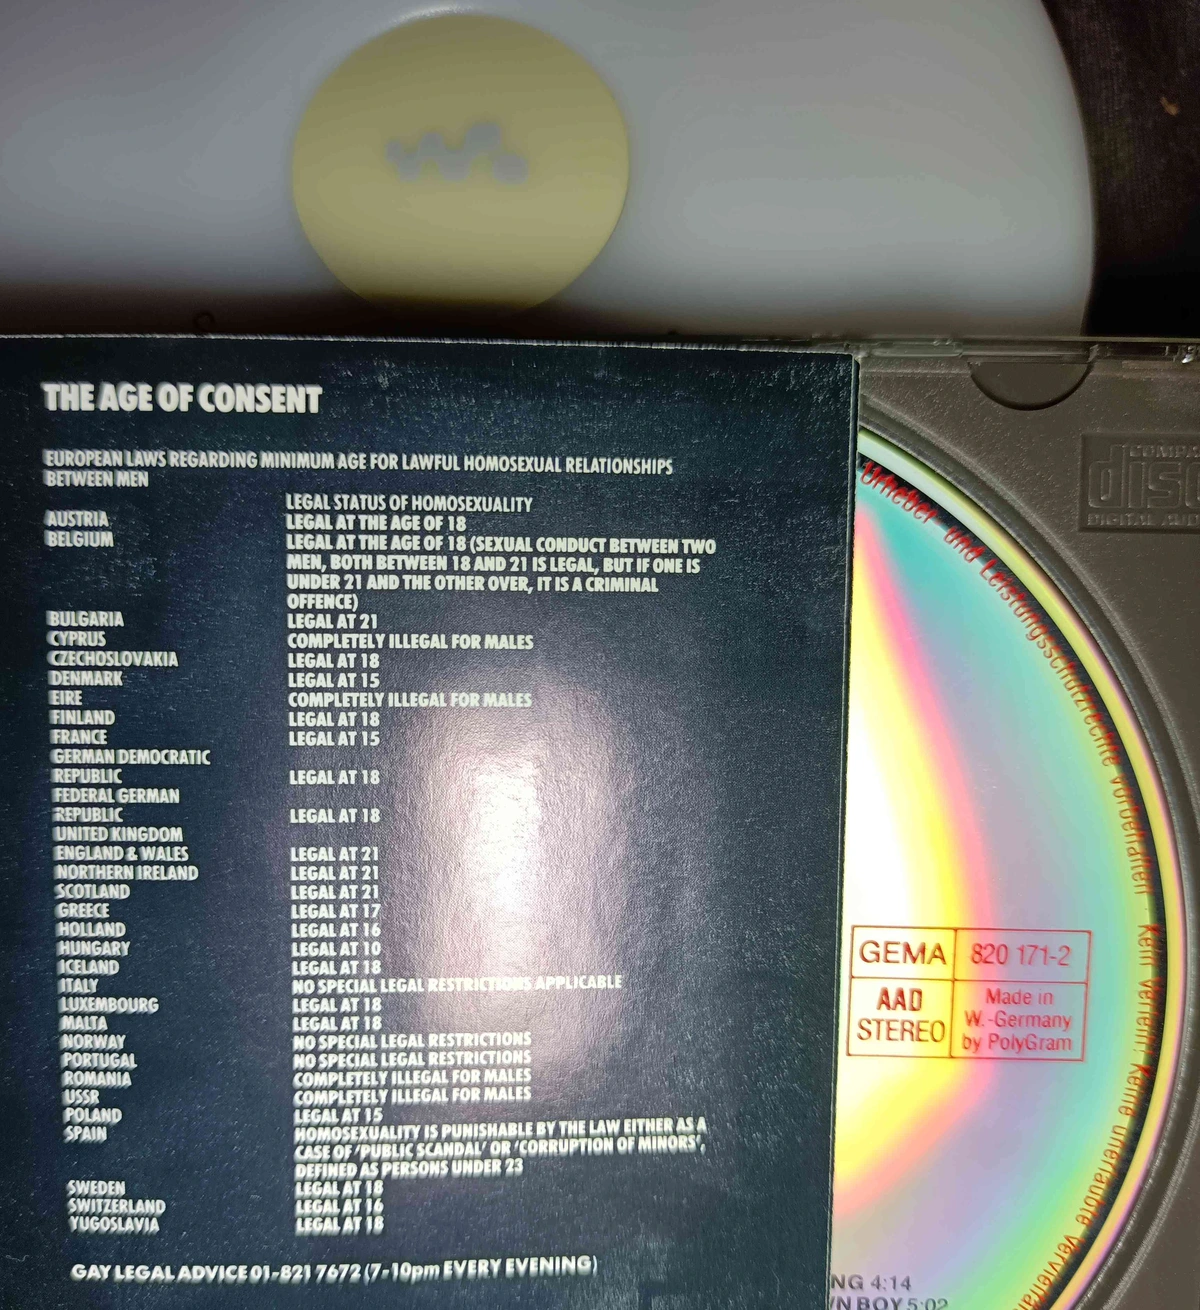 THE AGE OF CONSENT
EUROPEAN LAWS REGARDING MINIMUM AGE FOR LAWFUL HOMOSEXUAL RELATIONSHIPS
BETWEEN MEN
LEGAL STATUS OF HOMOSEXUALITY
AUSTRIA LEGAL AT THE AGE OF 18
BELGIUM LEGAL AT THE AGE OF 18 (SEXUAL CONDUCT BETWEEN TWO
MEN, BOTH BETWEEN 18 AND 21 IS LEGAL, BUT IF ONE IS
UNDER 21 AND THE OTHER OVER, IT IS A CRIMINAL
OFFENCE)
BULGARIA LEGAL AT 21
CYPRUS COMPLETELY ILLEGAL FOR MALES
CZECHOSLOVAKIA LEGAL AT 18
DENMARK LEGAL AT 15
EIRE COMPLETELY ILLEGAL FOR MALES
FINLAND LEGAL AT 18
FRANCE LEGAL AT 15
GERMAN DEMOCRATIC
REPUBLIC LEGAL AT 18
FEDERAL GERMAN
REPUBLIC LEGAL AT 18
UNITED KINGDOM
ENGLAND & WALES LEGAL AT 21
NORTHERN IRELAND LEGAL AT 21
SCOTLAND LEGAL AT 21
GREECE LEGAL AT 17
HOLLAND LEGAL AT 16
HUNGARY LEGAL AT 10
ICELAND LEGAL AT 18
ITALY NO SPECIAL LEGAL RESTRICTIONS APPLICABLE
LUXEMBOURG LEGAL AT 18
MALTA LEGAL AT 18
NORWAY NO SPECIAL LEGAL RESTRICTIONS
PORTUGAL NO SPECIAL LEGAL RESTRICTIONS
ROMANIA COMPLETELY ILLEGAL FOR MALES
USSR COMPLETELY ILLEGAL FOR MALES
POLAND LEGAL AT 15
SPAIN HOMOSEXUALITY IS PUNISHABLE BY THE LAW EITHER AS A
CASE OF 'PUBLIC SCANDAL' OR 'CORRUPTION OF MINORS',
DEFINED AS PERSONS UNDER 23
SWEDEN LEGAL AT 18
SWITZERLAND LEGAL AT 16
YUGOSLAVIA LEGAL AT 18
GAY LEGAL ADVICE 01-821 7672 (7-10pm EVERY EVENING)
Urheber- und Leistungsschutzrechte vorbehalten - Kein Verleih! Keine unerlaubte
GEMA 820 171-2
AAD
STEREO
Made in
W.-Germany
by PolyGram
DIGITAL
4:14
BOY 5:02